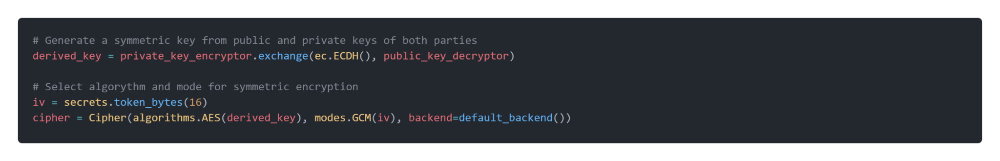 # Generate a symmetric key from public and private keys of both parties
derived_key = private_key_encryptor.exchange(ec.ECDH(), public_key_decryptor)
# Select algorythm and mode for symmetric encryption
iv = secrets.token_bytes(16)
cipher = Cipher(algorithms.AES(derived_key), modes.GCM(iv), backend=default_backend())